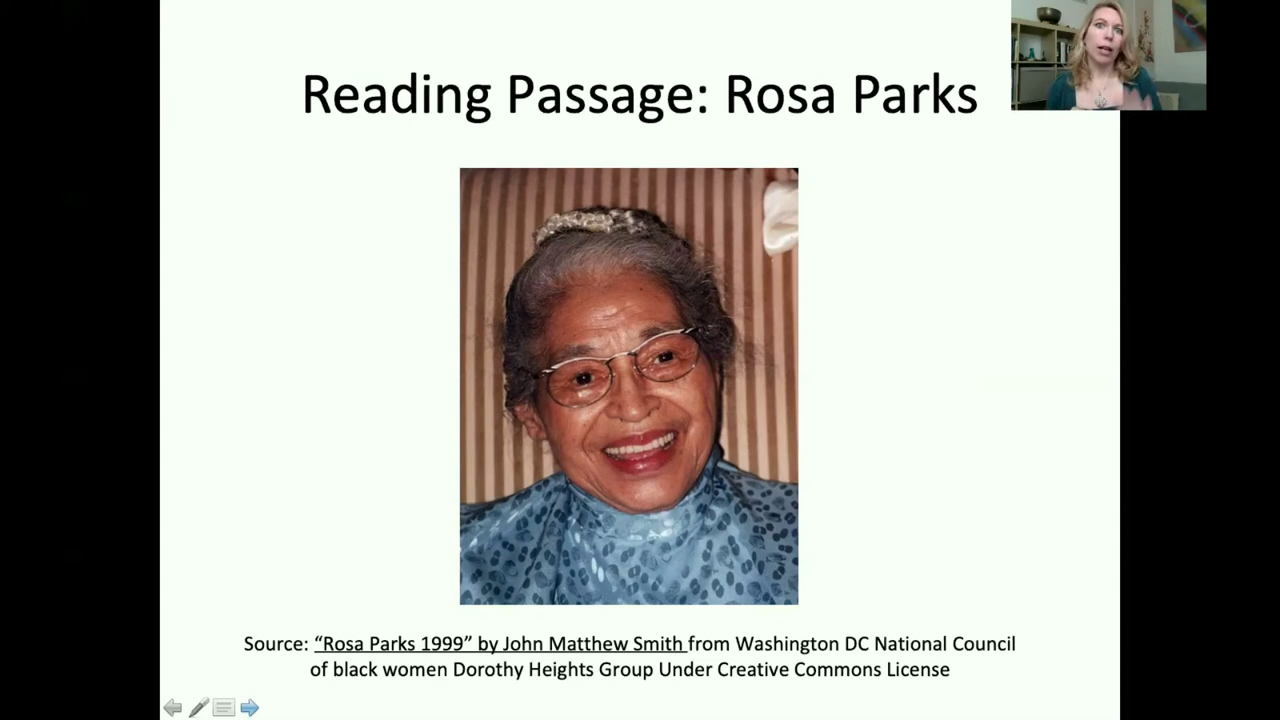 Reading Passage: Rosa Parks
Source: “Rosa Parks 1999” by John Matthew Smith from Washington DC National Council
of black women Dorothy Heights Group Under Creative Commons License